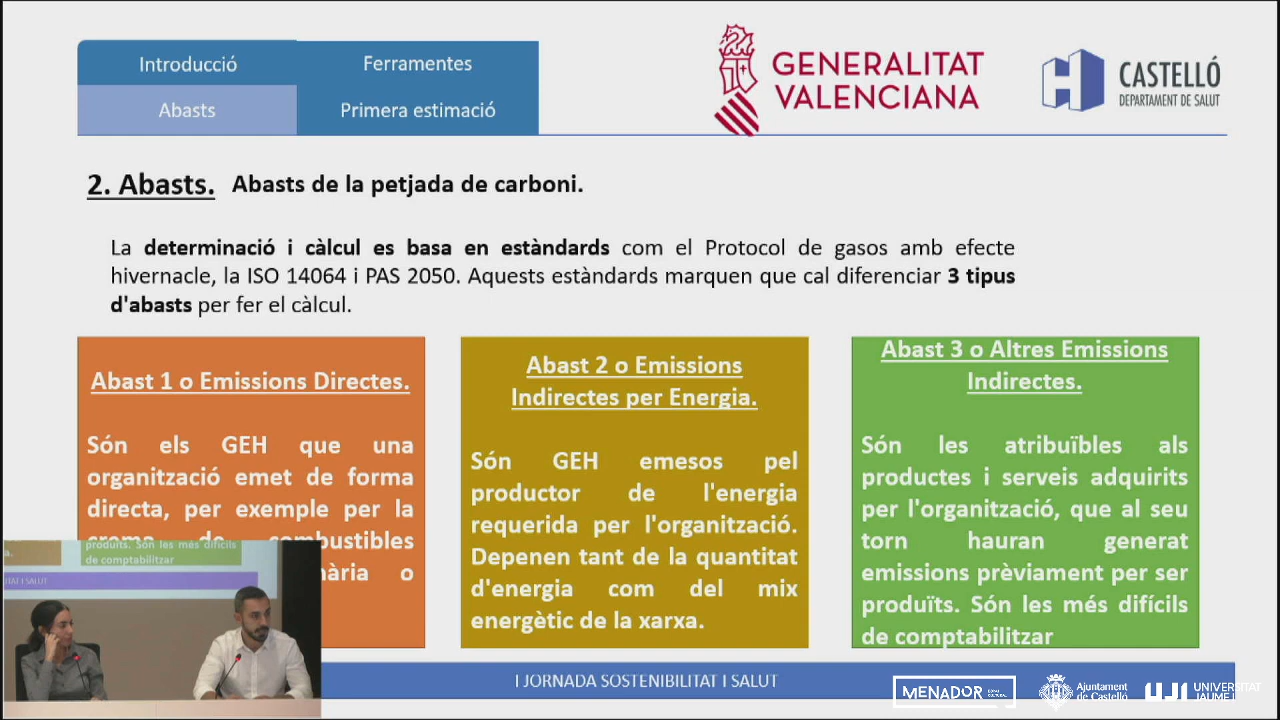 Introducció
Ferramentes
Abasts
Primera estimació
GENERALITAT
VALENCIANA
CASTELLÓ
DEPARTAMENT DE SALUT
2. Abasts. Abasts de la petjada de carboni.
La determinació i càlcul es basa en estàndards com el Protocol de gasos amb efecte
hivernacle, la ISO 14064 i PAS 2050. Aquests estàndards marquen que cal diferenciar 3 tipus
d'abasts per fer el càlcul.
Abast 1 o Emissions Directes.
Són els GEH que una
organització emet de forma
directa, per exemple per la
crema de combustibles
o
Abast 2 o Emissions
Indirectes per Energia.
Són GEH emesos pel
productor de l'energia
requerida per l'organització.
Depenen tant de la quantitat
d'energia com del mix
energètic de la xarxa.
Abast 3 o Altres Emissions
Indirectes.
Són les atribuïbles als
productes i serveis adquirits
per l'organització, que al seu
torn hauran generat
emissions prèviament per ser
produïts. Són les més difícils
de comptabilitzar
produïts. Són les més difícils
de comptabilitzar
I JORNADA SOSTENIBILITAT I SALUT
MENADOR
Ajuntament
de Castelló
UJI UNIVERSITAT
JAUME I